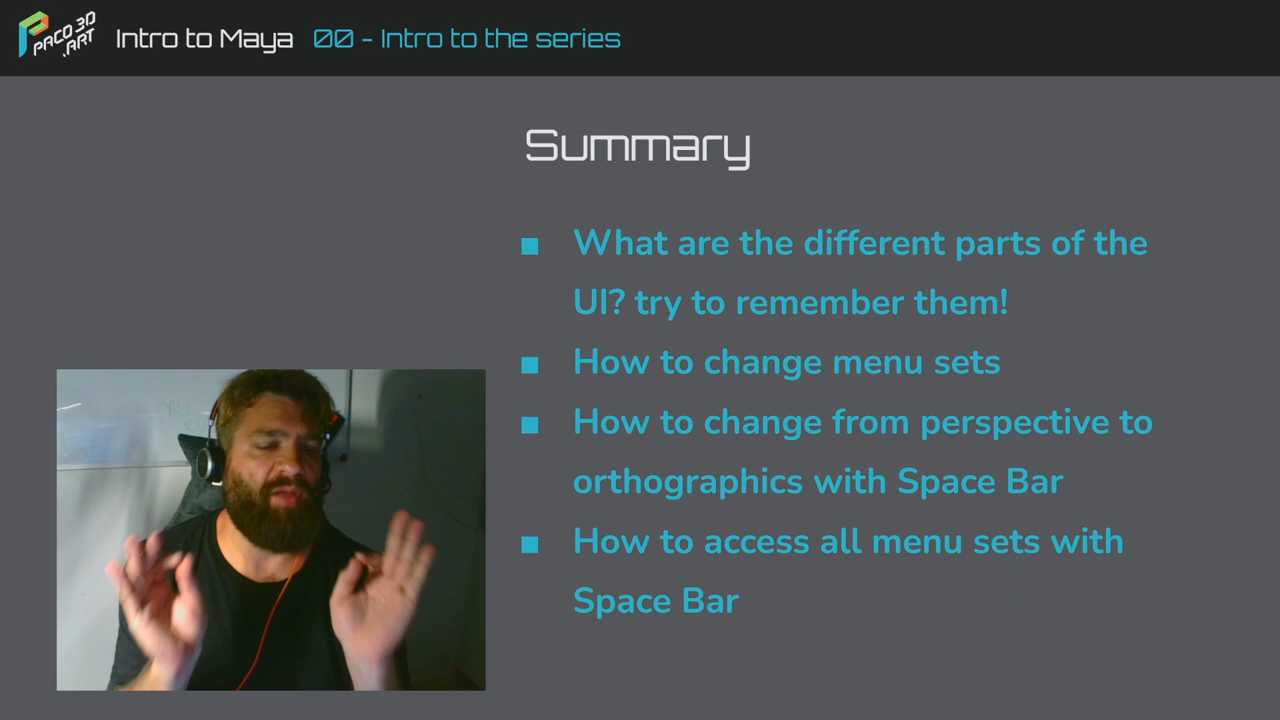 PACO 3D
.ART
Intro to Maya 00 - Intro to the series
Summary
■ What are the different parts of the
UI? try to remember them!
■ How to change menu sets
■ How to change from perspective to
orthographics with Space Bar
■ How to access all menu sets with
Space Bar